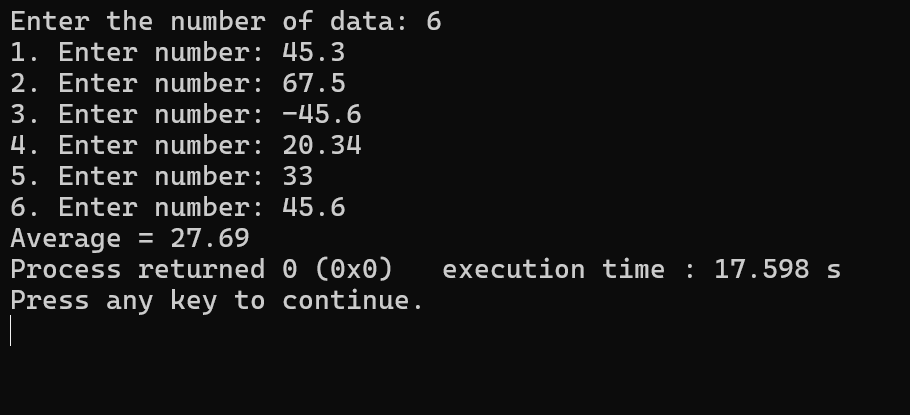 Enter the number of data: 6
1. Enter number: 45.3
2. Enter number: 67.5
3. Enter number: -45.6
4. Enter number: 20.34
5. Enter number: 33
6. Enter number: 45.6
Average = 27.69
Process returned 0 (0x0)   execution time : 17.598 s
Press any key to continue.